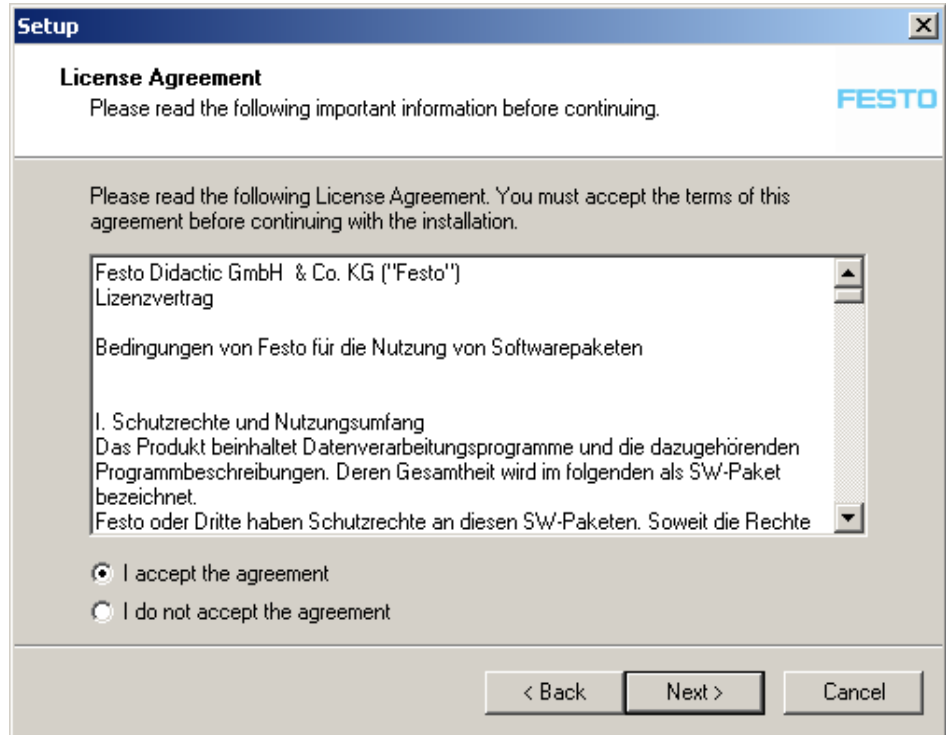 Setup
License Agreement
Please read the following important information before continuing.
FESTO
Please read the following License Agreement. You must accept the terms of this
agreement before continuing with the installation.
Festo Didactic GmbH  & Co. KG ("Festo")
Lizenzvertrag
Bedingungen von Festo für die Nutzung von Softwarepaketen
I. Schutzrechte und Nutzungsumfang
Das Produkt beinhaltet Datenverarbeitungsprogramme und die dazugehörenden
Programmbeschreibungen. Deren Gesamtheit wird im folgenden als SW-Paket
bezeichnet.
Festo oder Dritte haben Schutzrechte an diesen SW-Paketen. Soweit die Rechte
I accept the agreement
I do not accept the agreement
< Back
Next >
Cancel